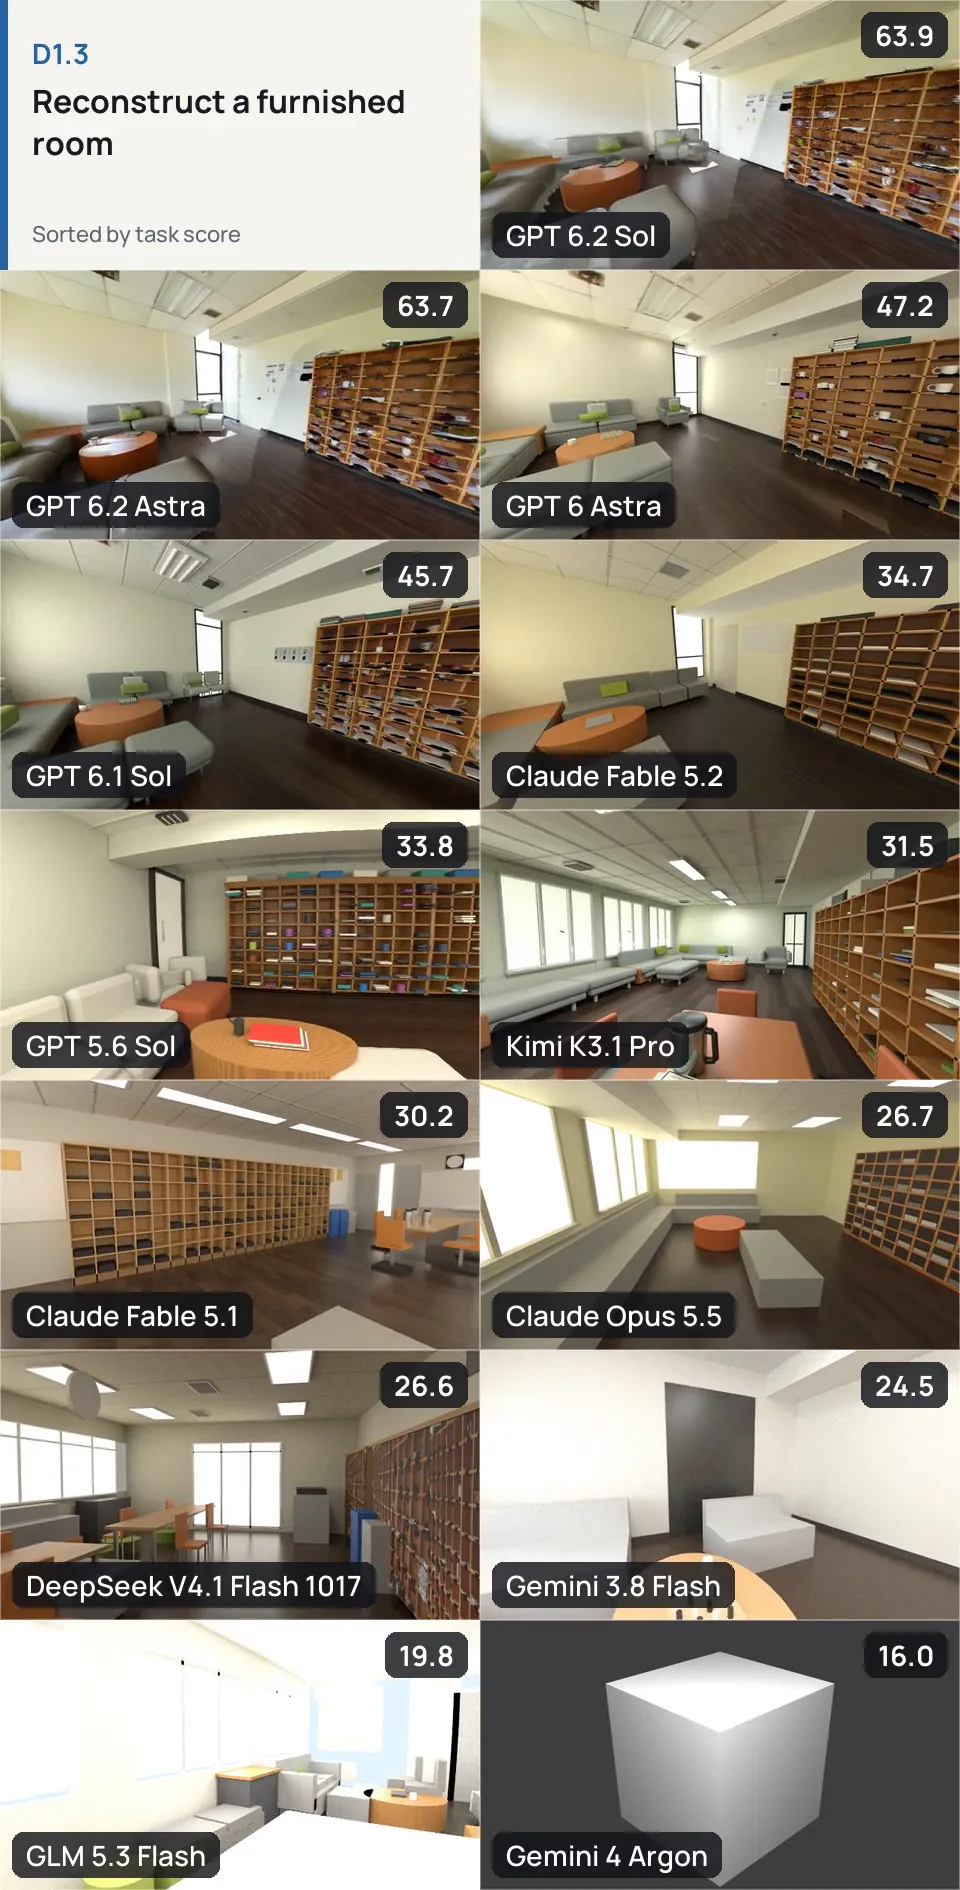 D1.3
Reconstruct a furnished
room
Sorted by task score
63.9
GPT 6.2 Sol
63.7
GPT 6.2 Astra
47.2
GPT 6 Astra
45.7
GPT 6.1 Sol
34.7
Claude Fable 5.2
33.8
GPT 5.6 Sol
31.5
Kimi K3.1 Pro
30.2
Claude Fable 5.1
26.7
Claude Opus 5.5
26.6
DeepSeek V4.1 Flash 1017
24.5
Gemini 3.8 Flash
19.8
GLM 5.3 Flash
16.0
Gemini 4 Argon